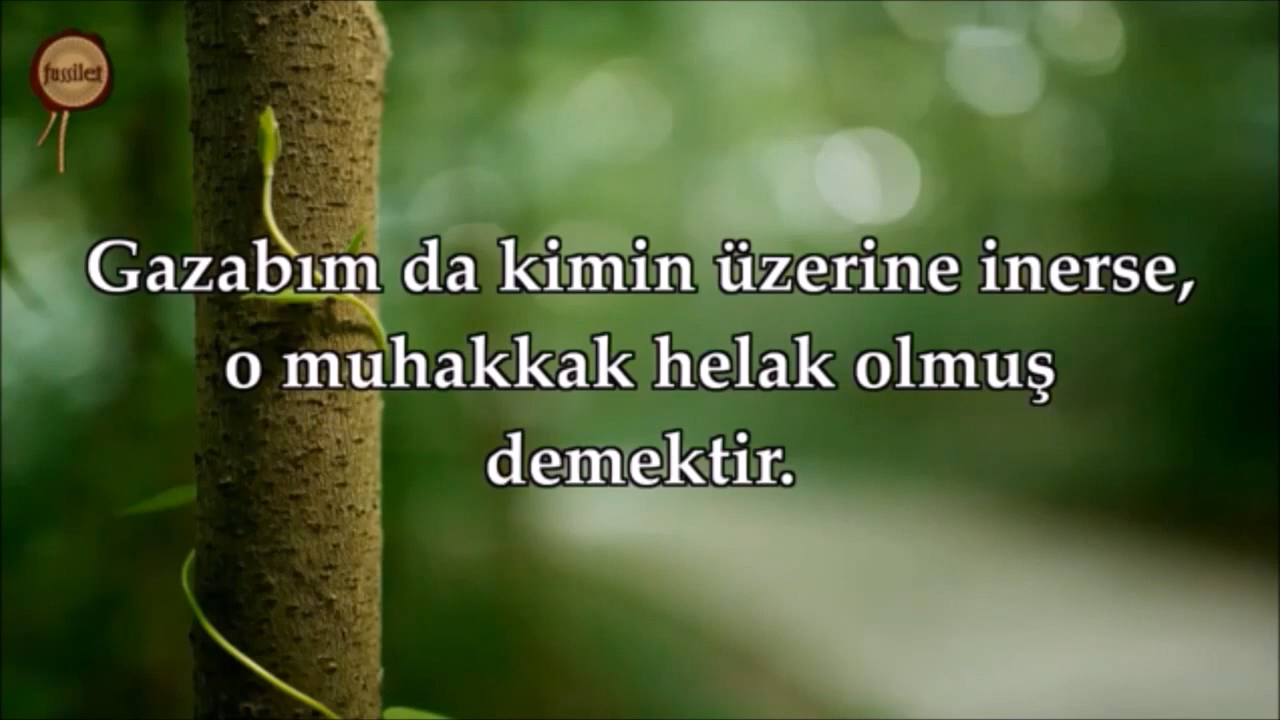 fussilet
Gazabım da kimin üzerine inerse,
o muhakkak helak olmuş
demektir.